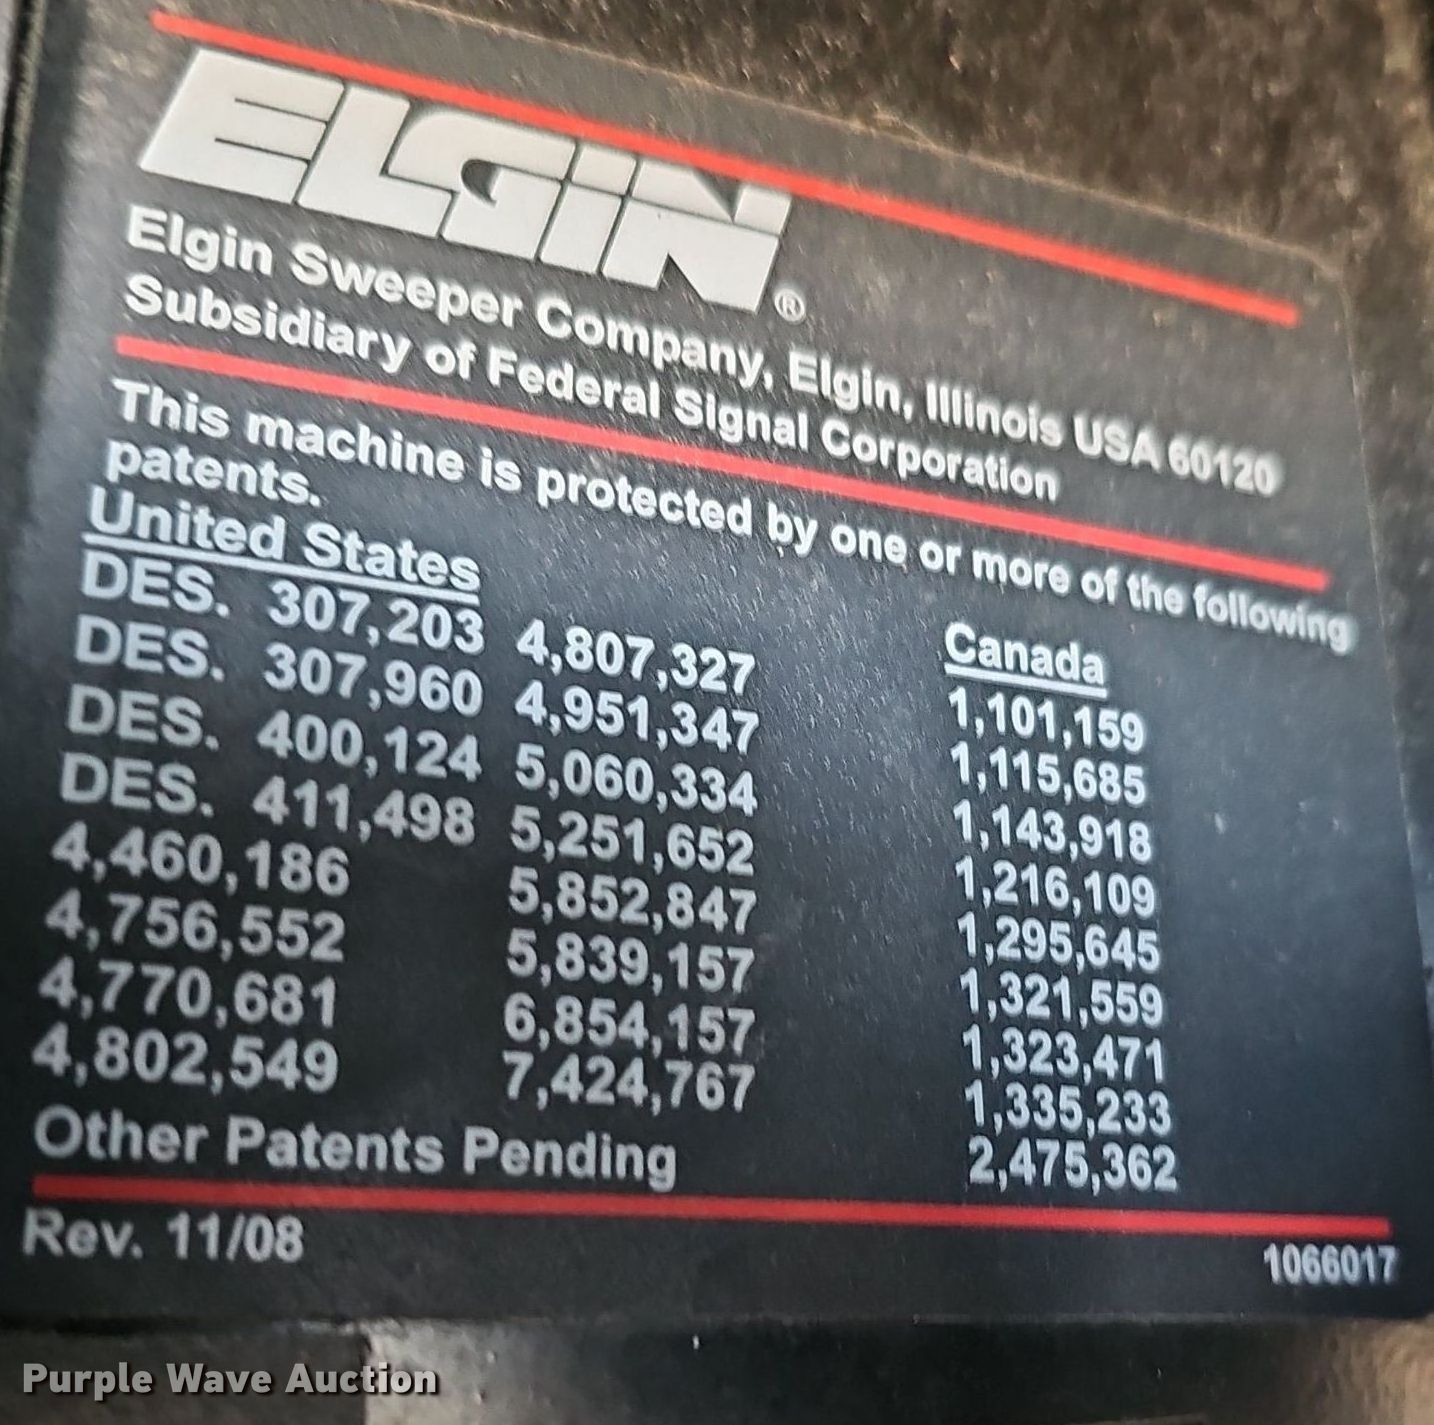 ELGIN®
Elgin Sweeper Company, Elgin, Illinois USA 60120
Subsidiary of Federal Signal Corporation
This machine is protected by one or more of the following
patents.
United States
DES. 307,203 4,807,327
DES. 307,960 4,951,347
DES. 400,124 5,060,334
DES. 411,498 5,251,652
4,460,186 5,852,847
4,756,552 5,839,157
4,770,681 6,854,157
4,802,549 7,424,767
Other Patents Pending
Canada
1,101,159
1,115,685
1,143,918
1,216,109
1,295,645
1,321,559
1,323,471
1,335,233
2,475,362
Rev. 11/08
1066017
Purple Wave Auction